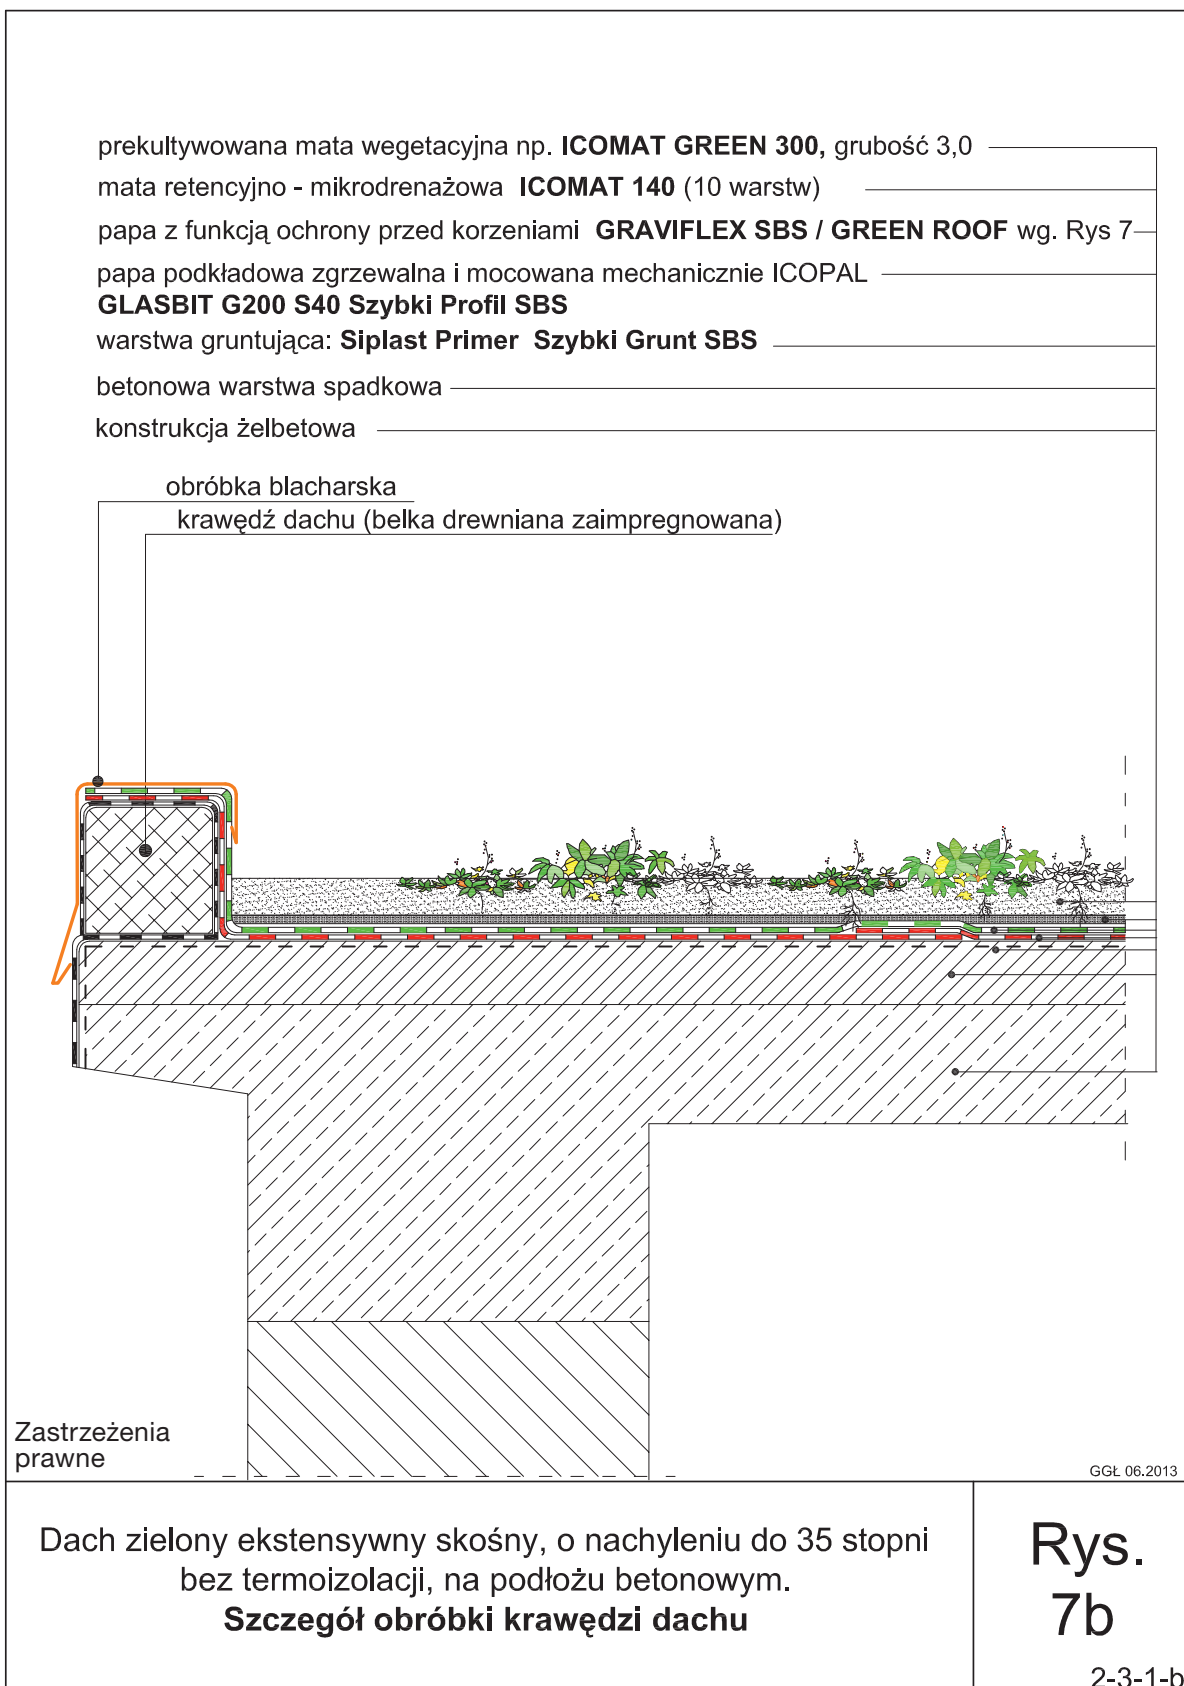 prekultywowana mata wegetacyjna np. ICOMAT GREEN 300, grubość 3,0
mata retencyjno - mikrodrenażowa ICOMAT 140 (10 warstw)
papa z funkcją ochrony przed korzeniami GRAVIFLEX SBS / GREEN ROOF wg. Rys 7
papa podkładowa zgrzewalna i mocowana mechanicznie ICOPAL
GLASBIT G200 S40 Szybki Profil SBS
warstwa gruntująca: Siplast Primer Szybki Grunt SBS
betonowa warstwa spadkowa
konstrukcja żelbetowa
obróbka blacharska
krawędź dachu (belka drewniana zaimpregnowana)
Zastrzeżenia
prawne
GGŁ 06.2013
Dach zielony ekstensywny skośny, o nachyleniu do 35 stopni
bez termoizolacji, na podłożu betonowym.
Szczegół obróbki krawędzi dachu
Rys.
7b
2-3-1-b